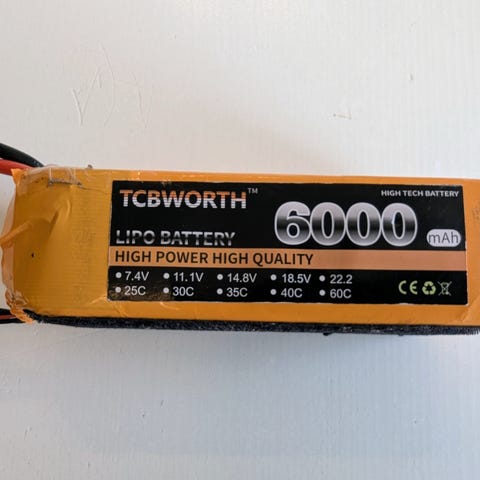 TCBWORTH™
HIGH TECH BATTERY
6000 mAh
LIPO BATTERY
HIGH POWER HIGH QUALITY
• 7.4V • 11.1V • 14.8V • 18.5V • 22.2
• 25C • 30C 35C • 40C • 60C
CE